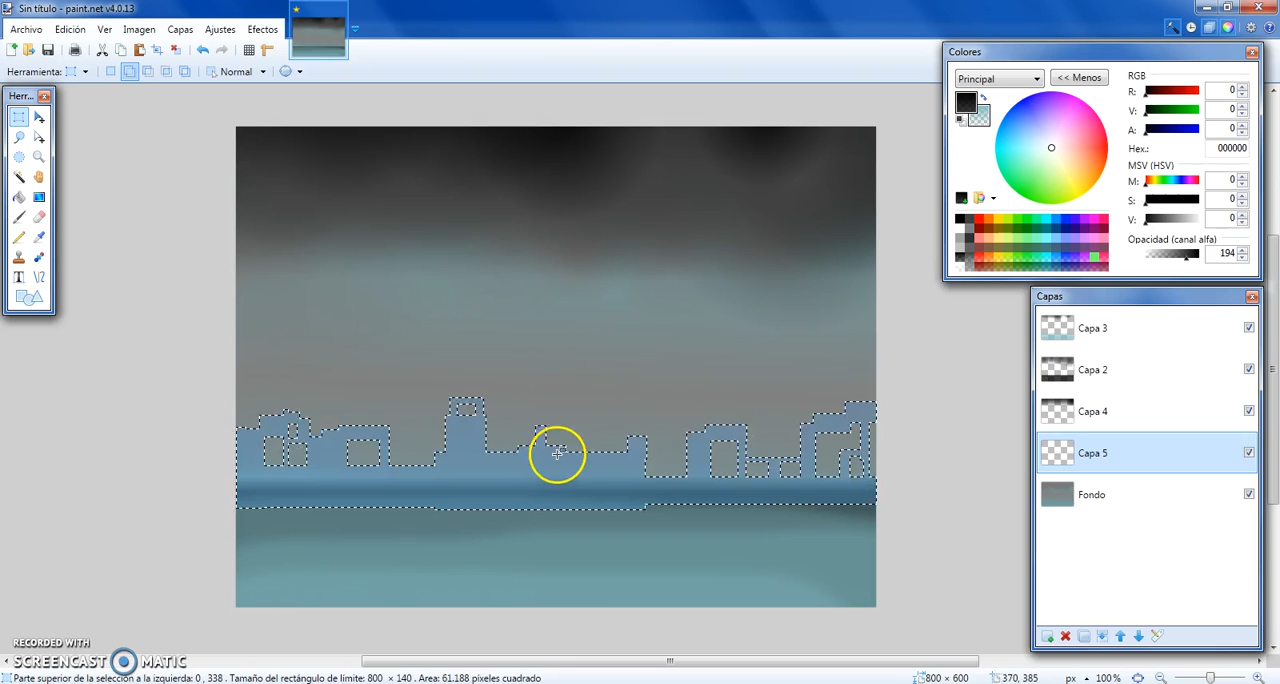 Sin título - paint.net v4.0.13
Archivo Edición Ver Imagen Capas Ajustes Efectos
Herramienta: Normal
Herr...
Colores
Principal << Menos
RGB
R: 0
V: 0
A: 0
Hex.: 000000
MSV (HSV)
M: 0
S: 0
V: 0
Opacidad (canal alfa)
194
Capas
Capa 3
Capa 2
Capa 4
Capa 5
Fondo
RECORDED WITH
SCREENCAST MATIC
Parte superior de la selección a la izquierda: 0 , 338 . Tamaño del rectángulo de límite: 800 × 140 . Area: 61.188 píxeles cuadrado 800 × 600 370, 385 px 100%